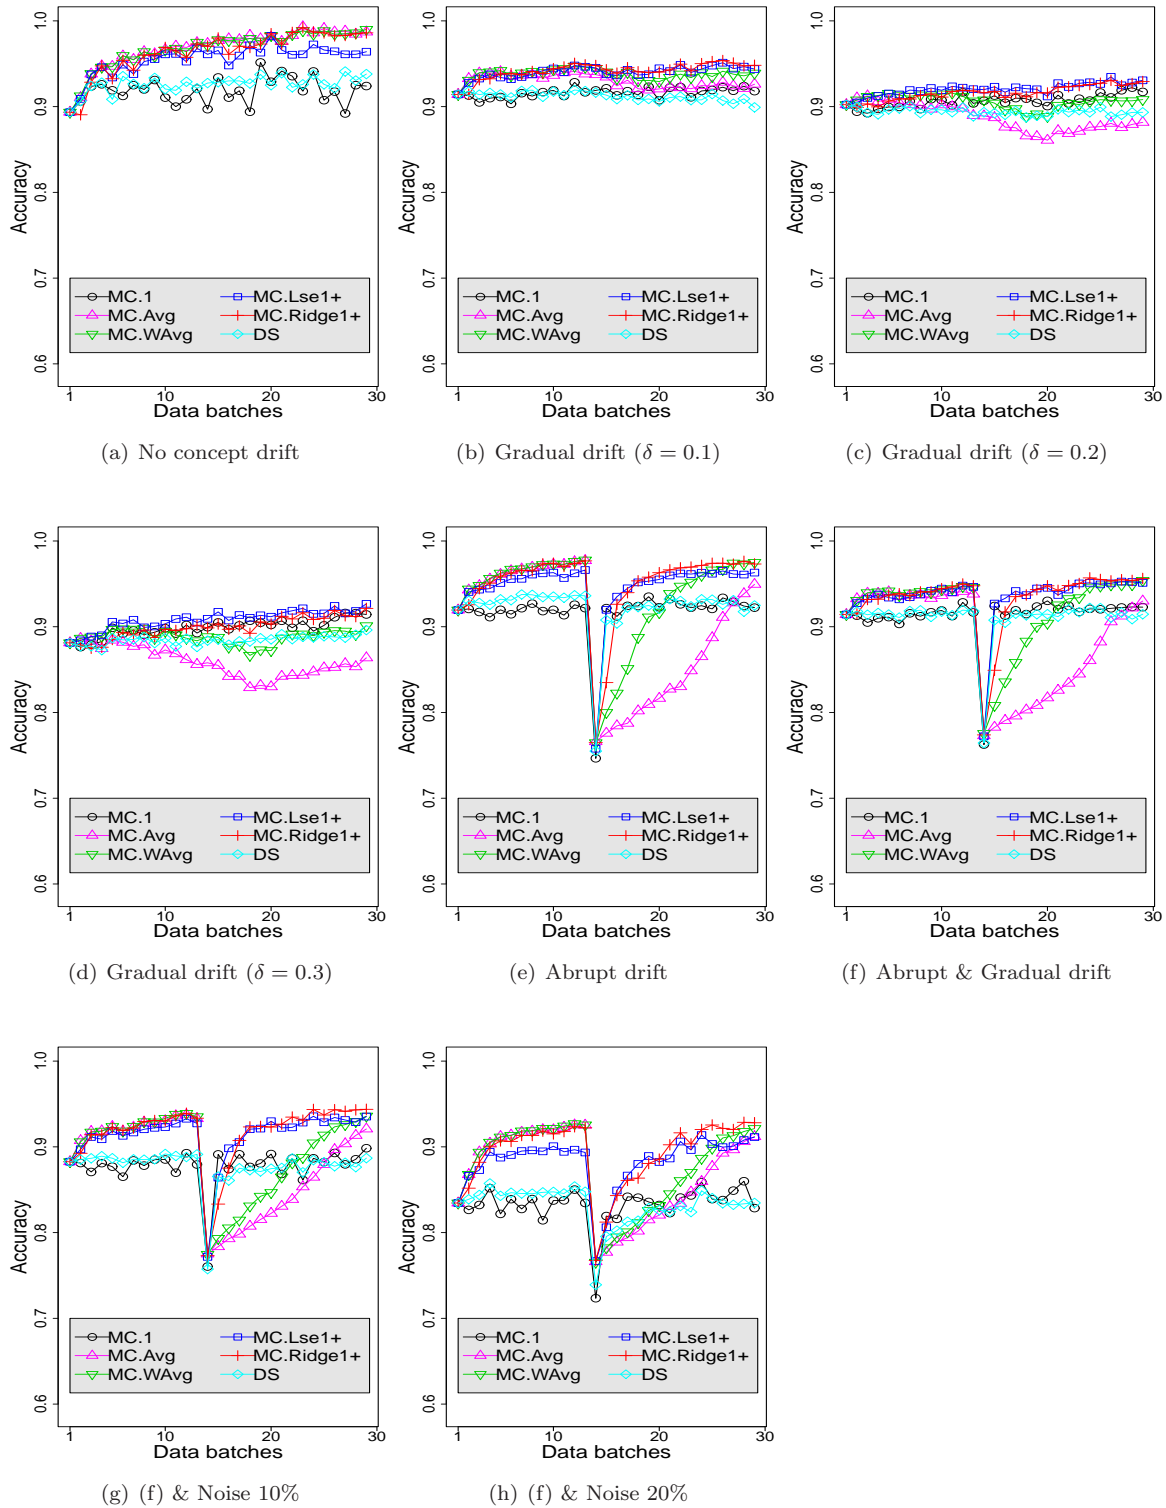 1.0
0.9
0.8
0.7
0.6
Accuracy
MC.1
MC.Avg
MC.WAvg
MC.Lse1+
MC.Ridge1+
DS
1 10 20 30
Data batches
(a) No concept drift
1.0
0.9
0.8
0.7
0.6
Accuracy
MC.1
MC.Avg
MC.WAvg
MC.Lse1+
MC.Ridge1+
DS
1 10 20 30
Data batches
(b) Gradual drift (δ = 0.1)
1.0
0.9
0.8
0.7
0.6
Accuracy
MC.1
MC.Avg
MC.WAvg
MC.Lse1+
MC.Ridge1+
DS
1 10 20 30
Data batches
(c) Gradual drift (δ = 0.2)
1.0
0.9
0.8
0.7
0.6
Accuracy
MC.1
MC.Avg
MC.WAvg
MC.Lse1+
MC.Ridge1+
DS
1 10 20 30
Data batches
(d) Gradual drift (δ = 0.3)
1.0
0.9
0.8
0.7
0.6
Accuracy
MC.1
MC.Avg
MC.WAvg
MC.Lse1+
MC.Ridge1+
DS
1 10 20 30
Data batches
(e) Abrupt drift
1.0
0.9
0.8
0.7
0.6
Accuracy
MC.1
MC.Avg
MC.WAvg
MC.Lse1+
MC.Ridge1+
DS
1 10 20 30
Data batches
(f) Abrupt & Gradual drift
1.0
0.9
0.8
0.7
0.6
Accuracy
MC.1
MC.Avg
MC.WAvg
MC.Lse1+
MC.Ridge1+
DS
1 10 20 30
Data batches
(g) (f) & Noise 10%
1.0
0.9
0.8
0.7
0.6
Accuracy
MC.1
MC.Avg
MC.WAvg
MC.Lse1+
MC.Ridge1+
DS
1 10 20 30
Data batches
(h) (f) & Noise 20%